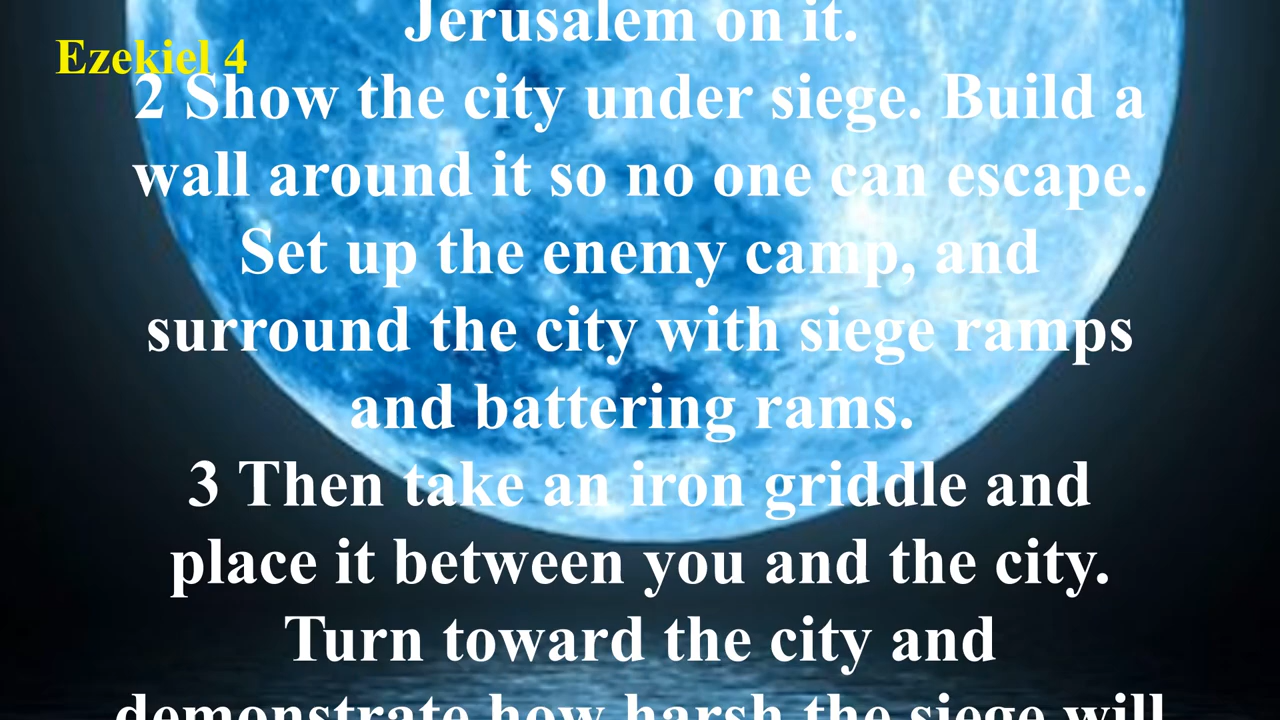 Jerusalem on it.
Ezekiel 4
2 Show the city under siege. Build a
wall around it so no one can escape.
Set up the enemy camp, and
surround the city with siege ramps
and battering rams.
3 Then take an iron griddle and
place it between you and the city.
Turn toward the city and
demonstrate how harsh the siege will